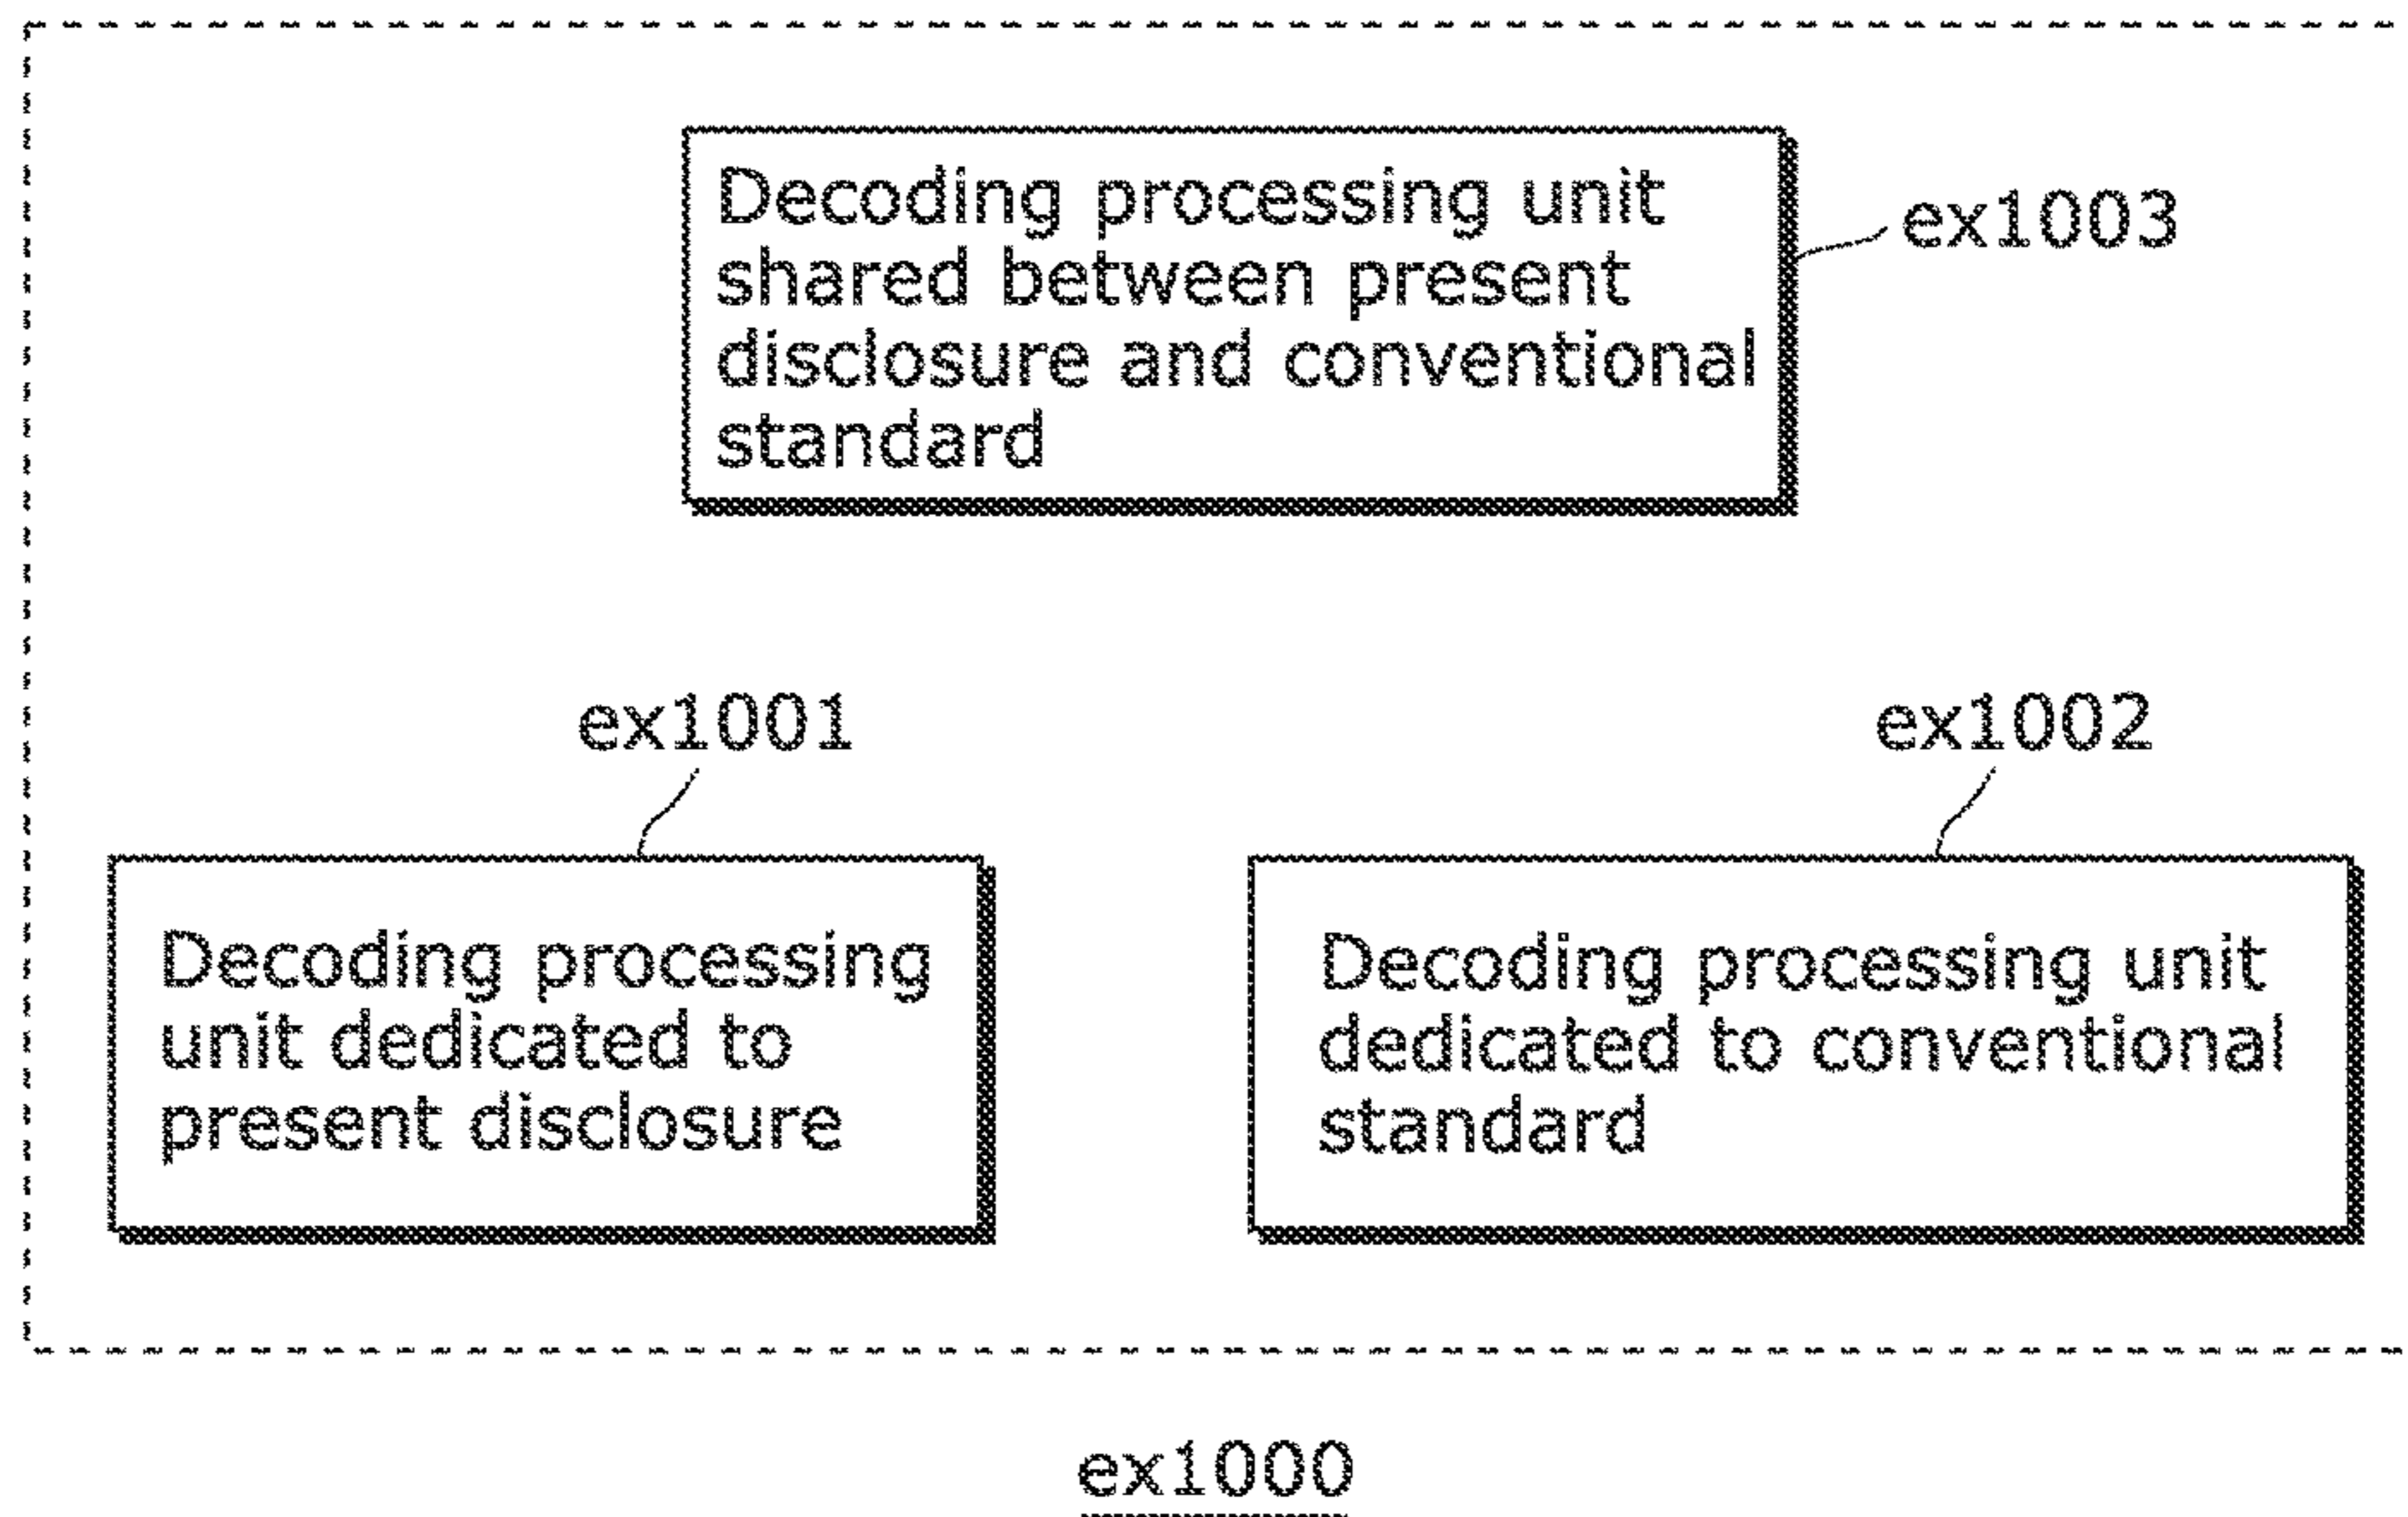 Decoding processing unit
shared between present
disclosure and conventional
standard
ex1003
ex1001
ex1002
Decoding processing
unit dedicated to
present disclosure
Decoding processing unit
dedicated to conventional
standard
ex1000